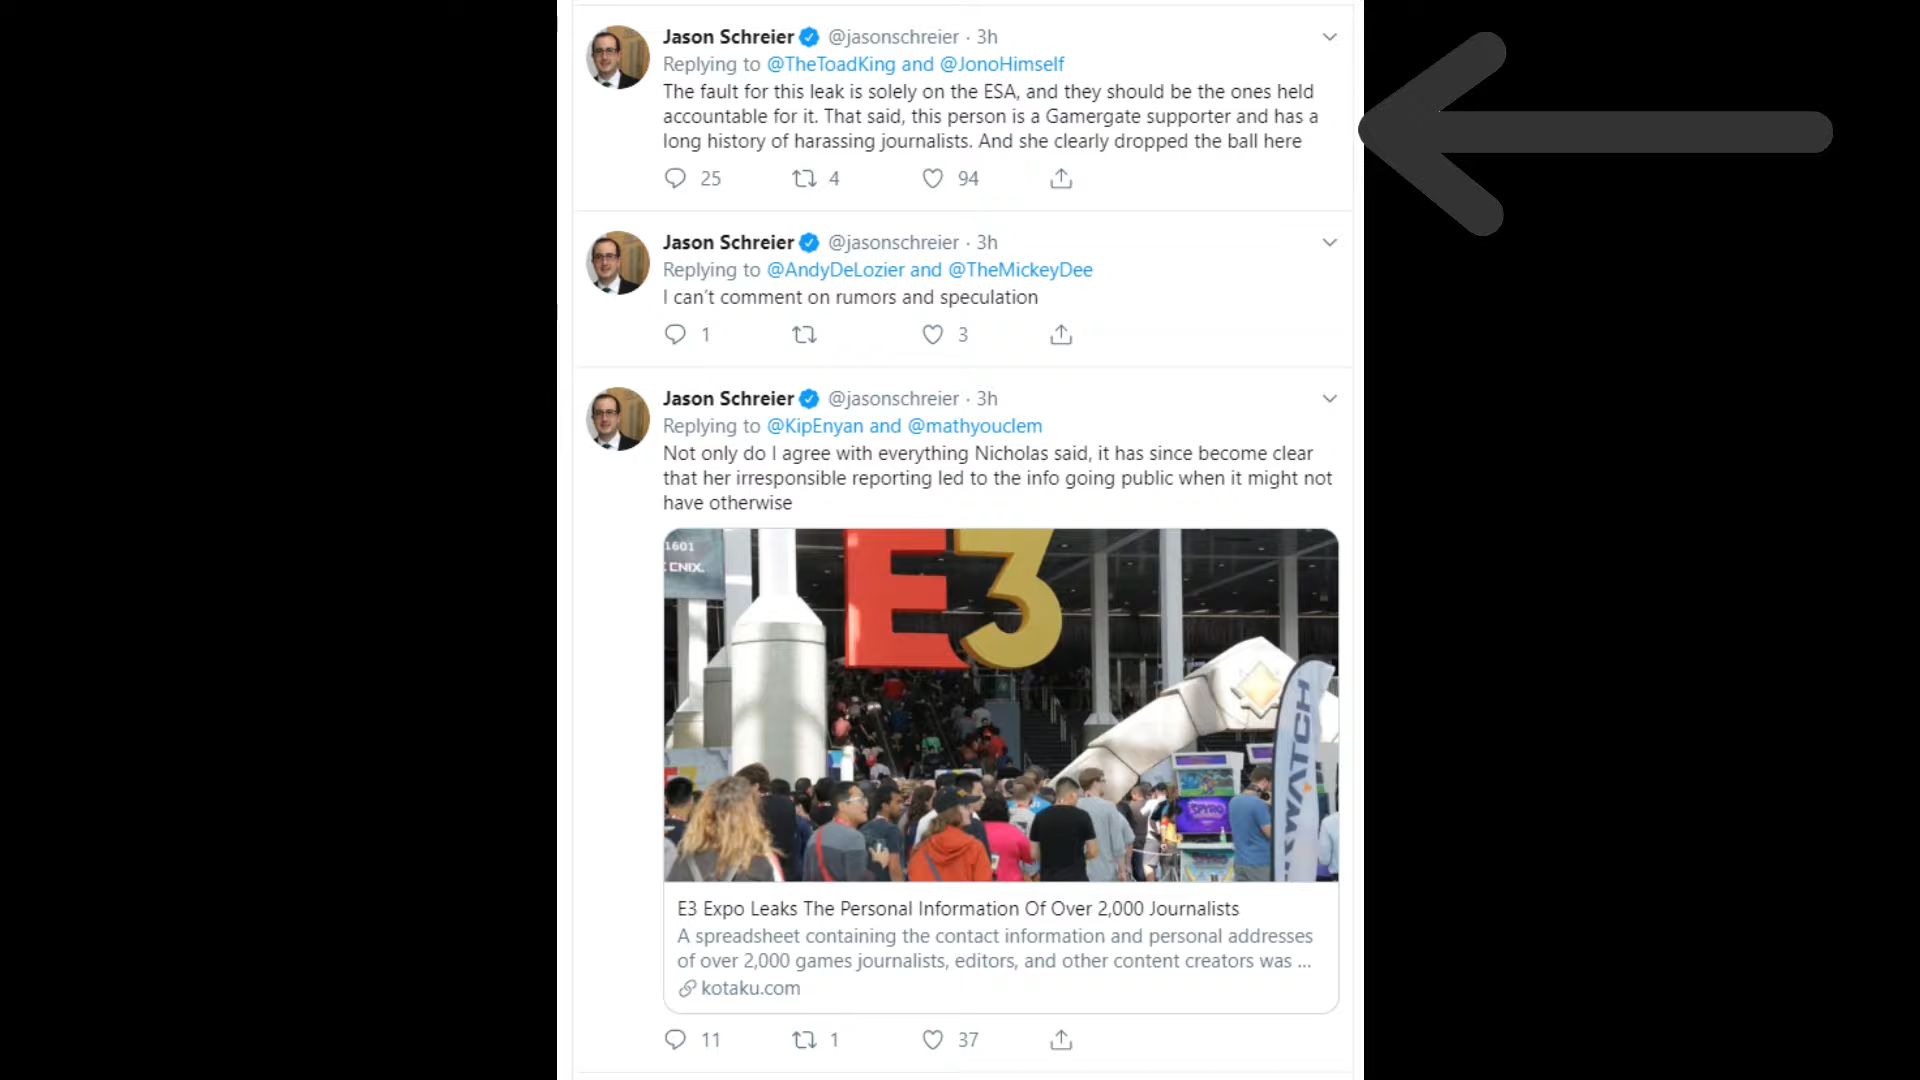 Jason Schreier @jasonschreier · 3h
Replying to @TheToadKing and @JonoHimself
The fault for this leak is solely on the ESA, and they should be the ones held
accountable for it. That said, this person is a Gamergate supporter and has a
long history of harassing journalists. And she clearly dropped the ball here
25 4 94
Jason Schreier @jasonschreier · 3h
Replying to @AndyDeLozier and @TheMickeyDee
I can't comment on rumors and speculation
1 3
Jason Schreier @jasonschreier · 3h
Replying to @KipEnyan and @mathyouclem
Not only do I agree with everything Nicholas said, it has since become clear
that her irresponsible reporting led to the info going public when it might not
have otherwise
1601
ENIX.
E3
WATCH
SPYRO
E3 Expo Leaks The Personal Information Of Over 2,000 Journalists
A spreadsheet containing the contact information and personal addresses
of over 2,000 games journalists, editors, and other content creators was ...
kotaku.com
11 1 37